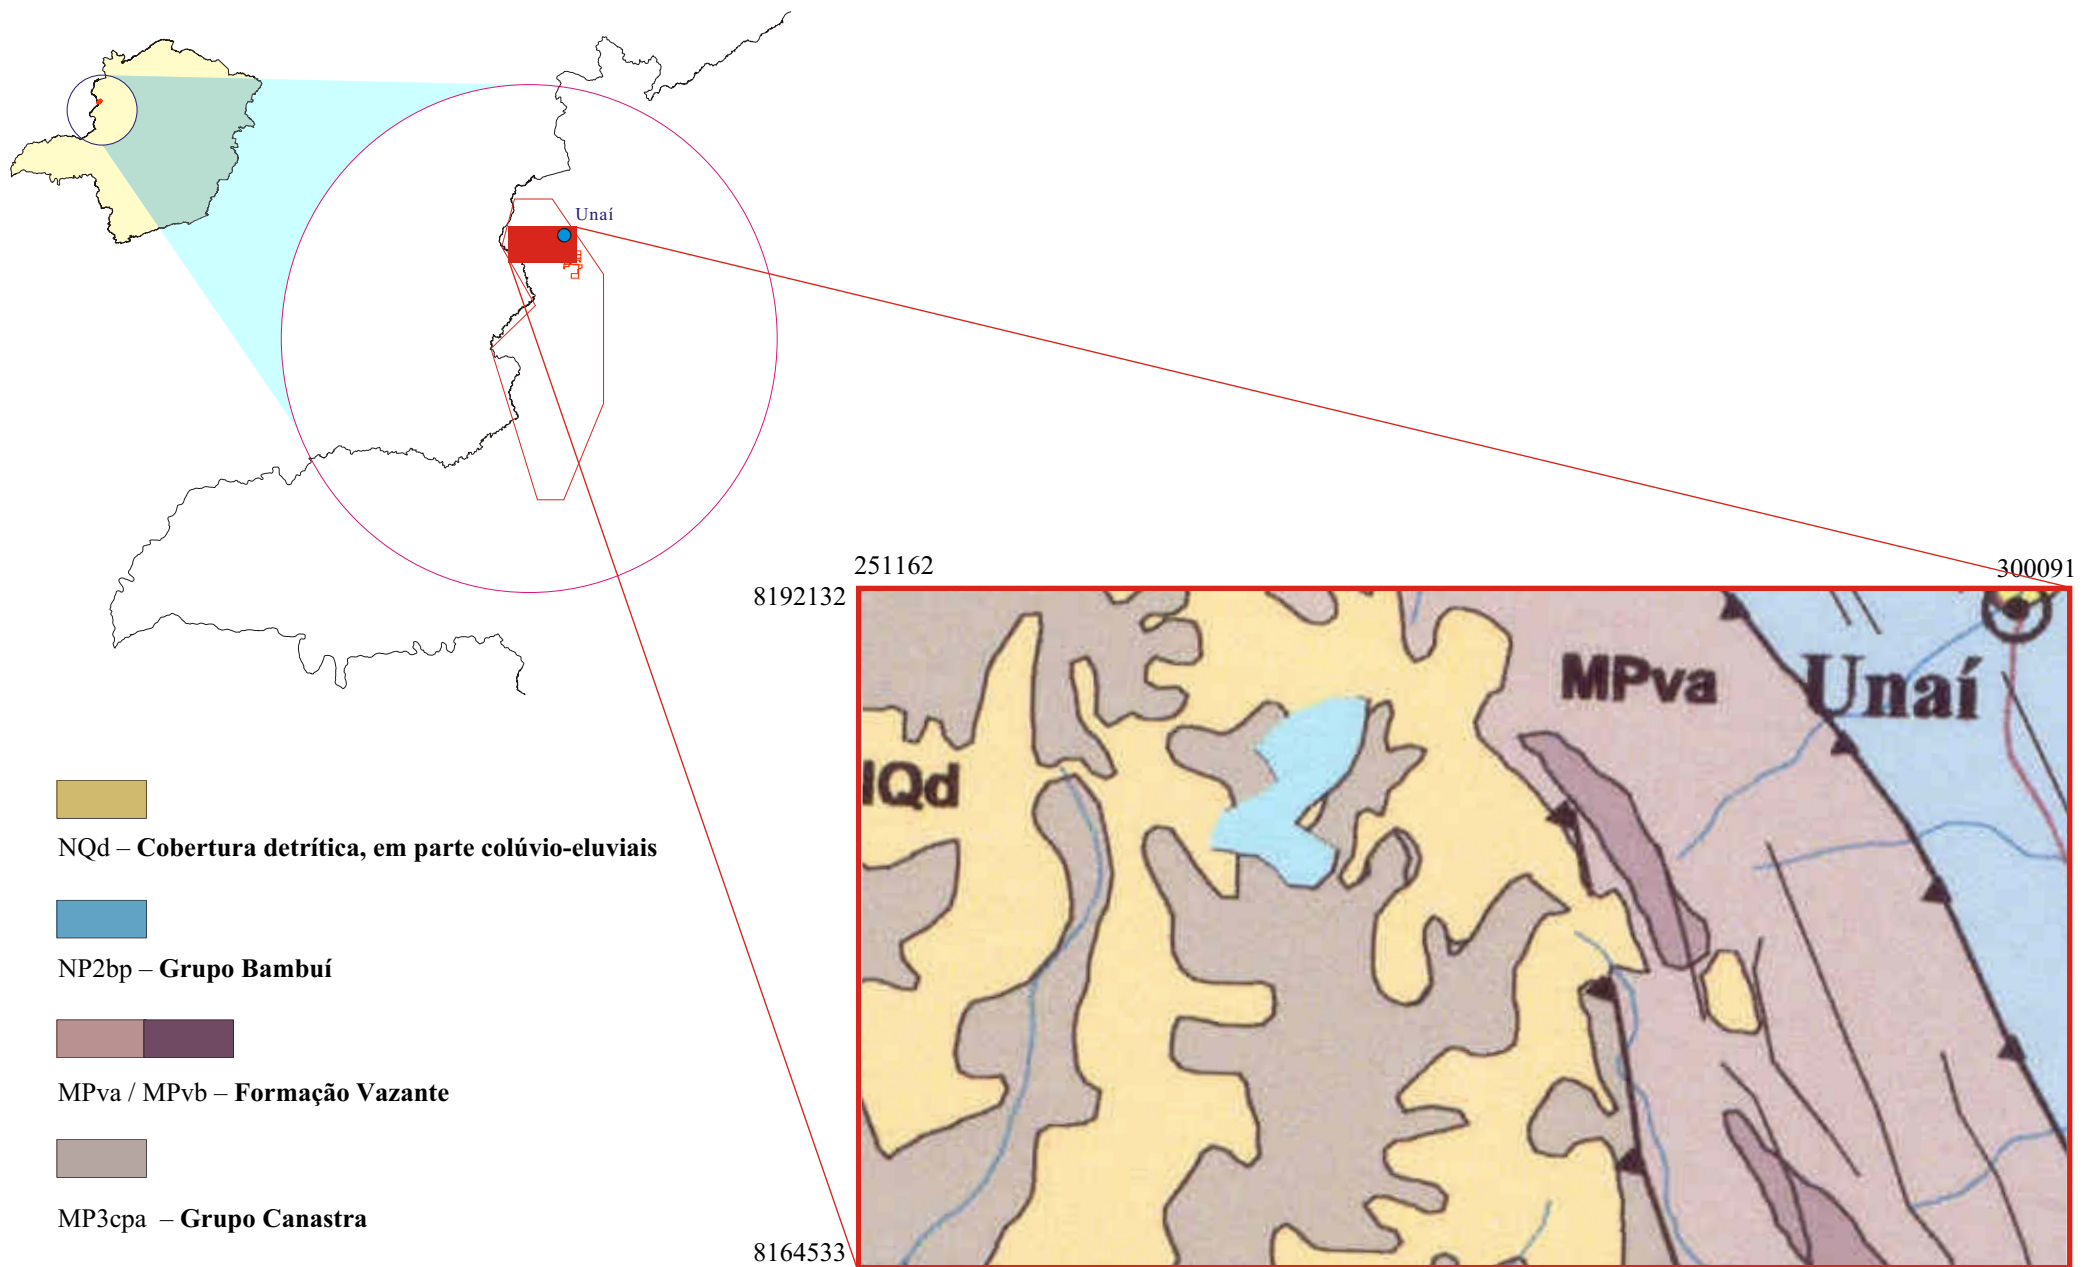 Unaí
251162
300091
8192132
MPva
Unaí
Qd
NQd – Cobertura detrítica, em parte colúvio-eluviais
NP2bp – Grupo Bambuí
MPva / MPvb – Formação Vazante
MP3cpa – Grupo Canastra
8164533